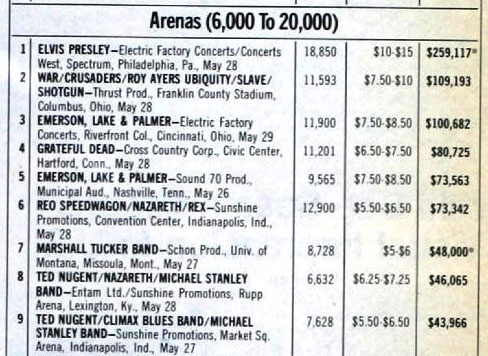 Arenas (6,000 To 20,000)
1 ELVIS PRESLEY—Electric Factory Concerts/Concerts 18,850 $10-$15 $259,117*
West, Spectrum, Philadelphia, Pa., May 28
2 WAR/CRUSADERS/ROY AYERS UBIQUITY/SLAVE/ 11,593 $7.50-$10 $109,193
SHOTGUN—Thrust Prod., Franklin County Stadium,
Columbus, Ohio, May 28
3 EMERSON, LAKE & PALMER—Electric Factory 11,900 $7.50-$8.50 $100,682
Concerts, Riverfront Col., Cincinnati, Ohio, May 29
4 GRATEFUL DEAD—Cross Country Corp., Civic Center, 11,201 $6.50-$7.50 $80,725
Hartford, Conn., May 28
5 EMERSON, LAKE & PALMER—Sound 70 Prod., 9,565 $7.50-$8.50 $73,563
Municipal Aud., Nashville, Tenn., May 26
6 REO SPEEDWAGON/NAZARETH/REX—Sunshine 12,900 $5.50-$6.50 $73,342
Promotions, Convention Center, Indianapolis, Ind.,
May 28
7 MARSHALL TUCKER BAND—Schon Prod., Univ. of 8,728 $5-$6 $48,000*
Montana, Missoula, Mont., May 27
8 TED NUGENT/NAZARETH/MICHAEL STANLEY 6,632 $6.25-$7.25 $46,065
BAND—Entam Ltd./Sunshine Promotions, Rupp
Arena, Lexington, Ky., May 28
9 TED NUGENT/CLIMAX BLUES BAND/MICHAEL 7,628 $5.50-$6.50 $43,966
STANLEY BAND—Sunshine Promotions, Market Sq.
Arena, Indianapolis, Ind., May 27